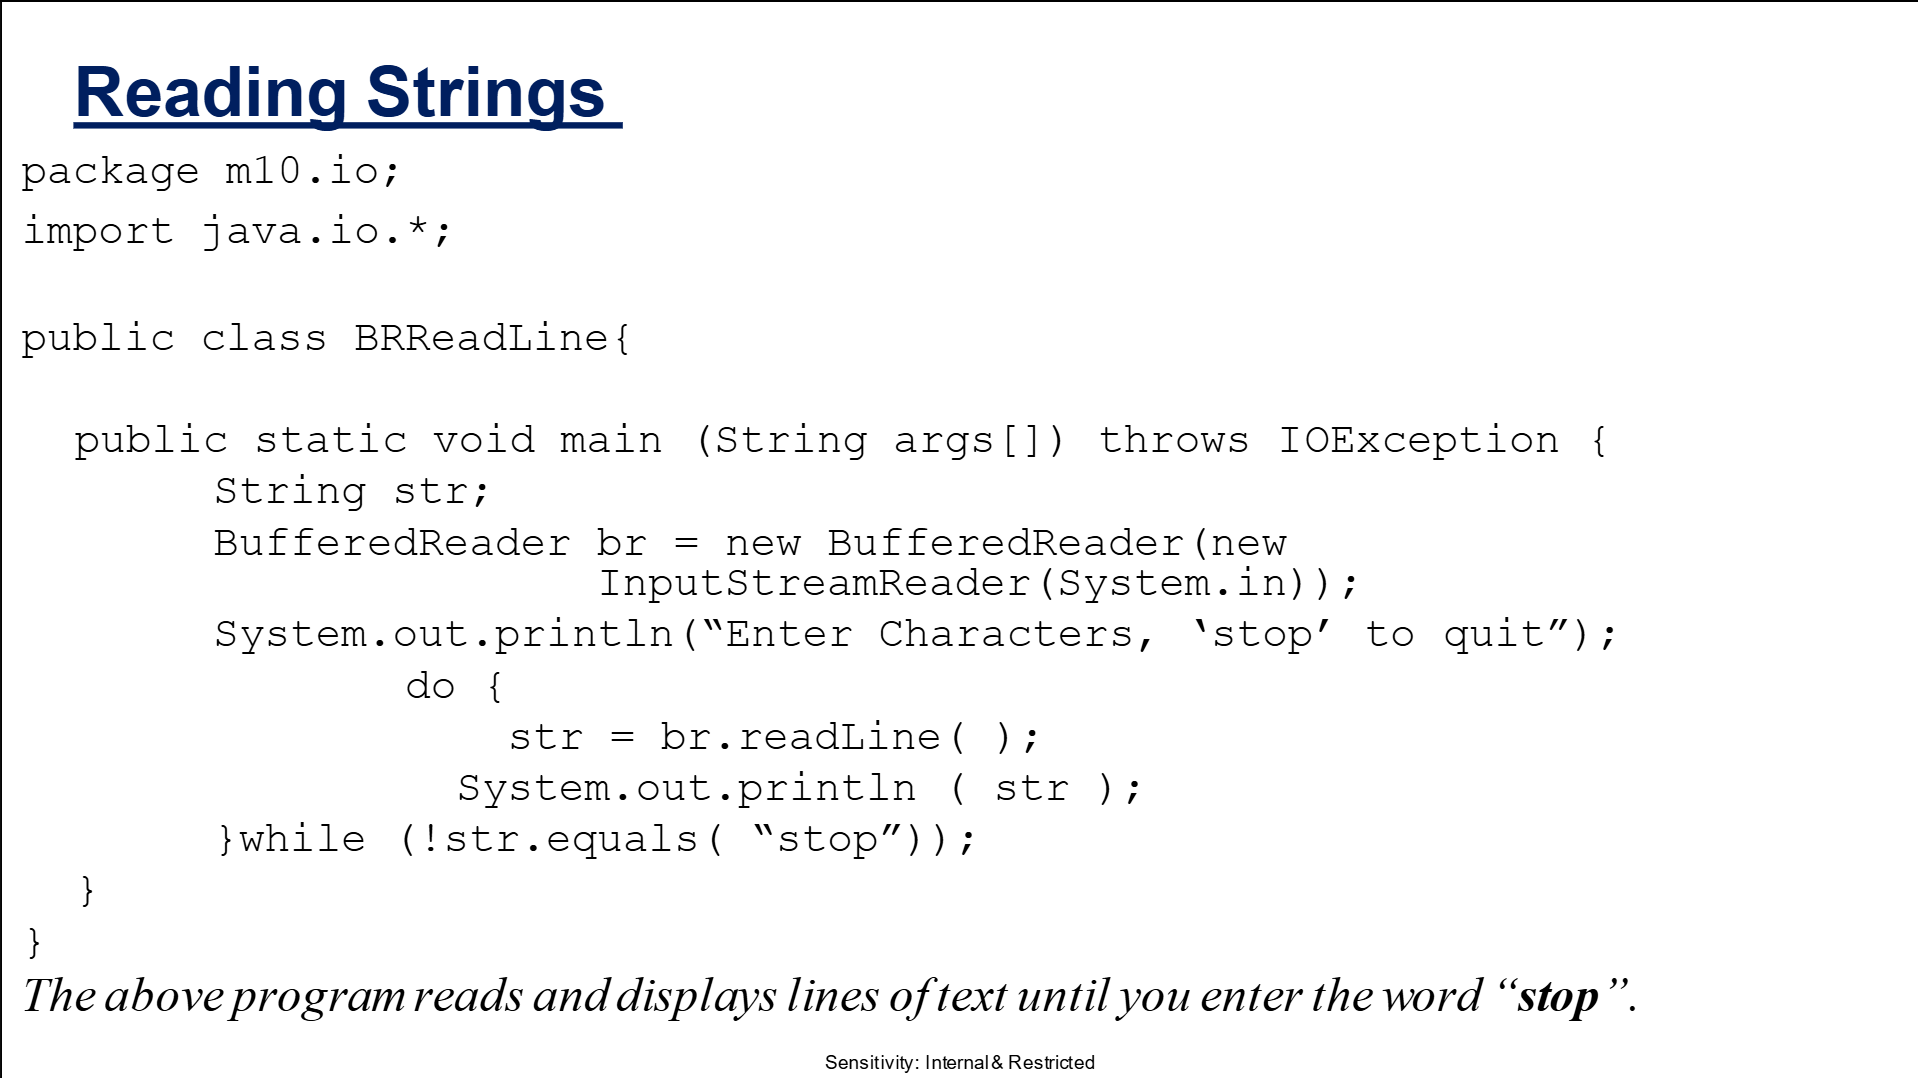 Reading Strings
package m10.io;
import java.io.*;
public class BRReadLine{
public static void main (String args[]) throws IOException {
String str;
BufferedReader br = new BufferedReader(new
InputStreamReader(System.in));
System.out.println(“Enter Characters, ‘stop’ to quit”);
do {
str = br.readLine( );
System.out.println ( str );
}while (!str.equals( “stop”));
}
}
The above program reads and displays lines of text until you enter the word “stop”.
Sensitivity: Internal & Restricted